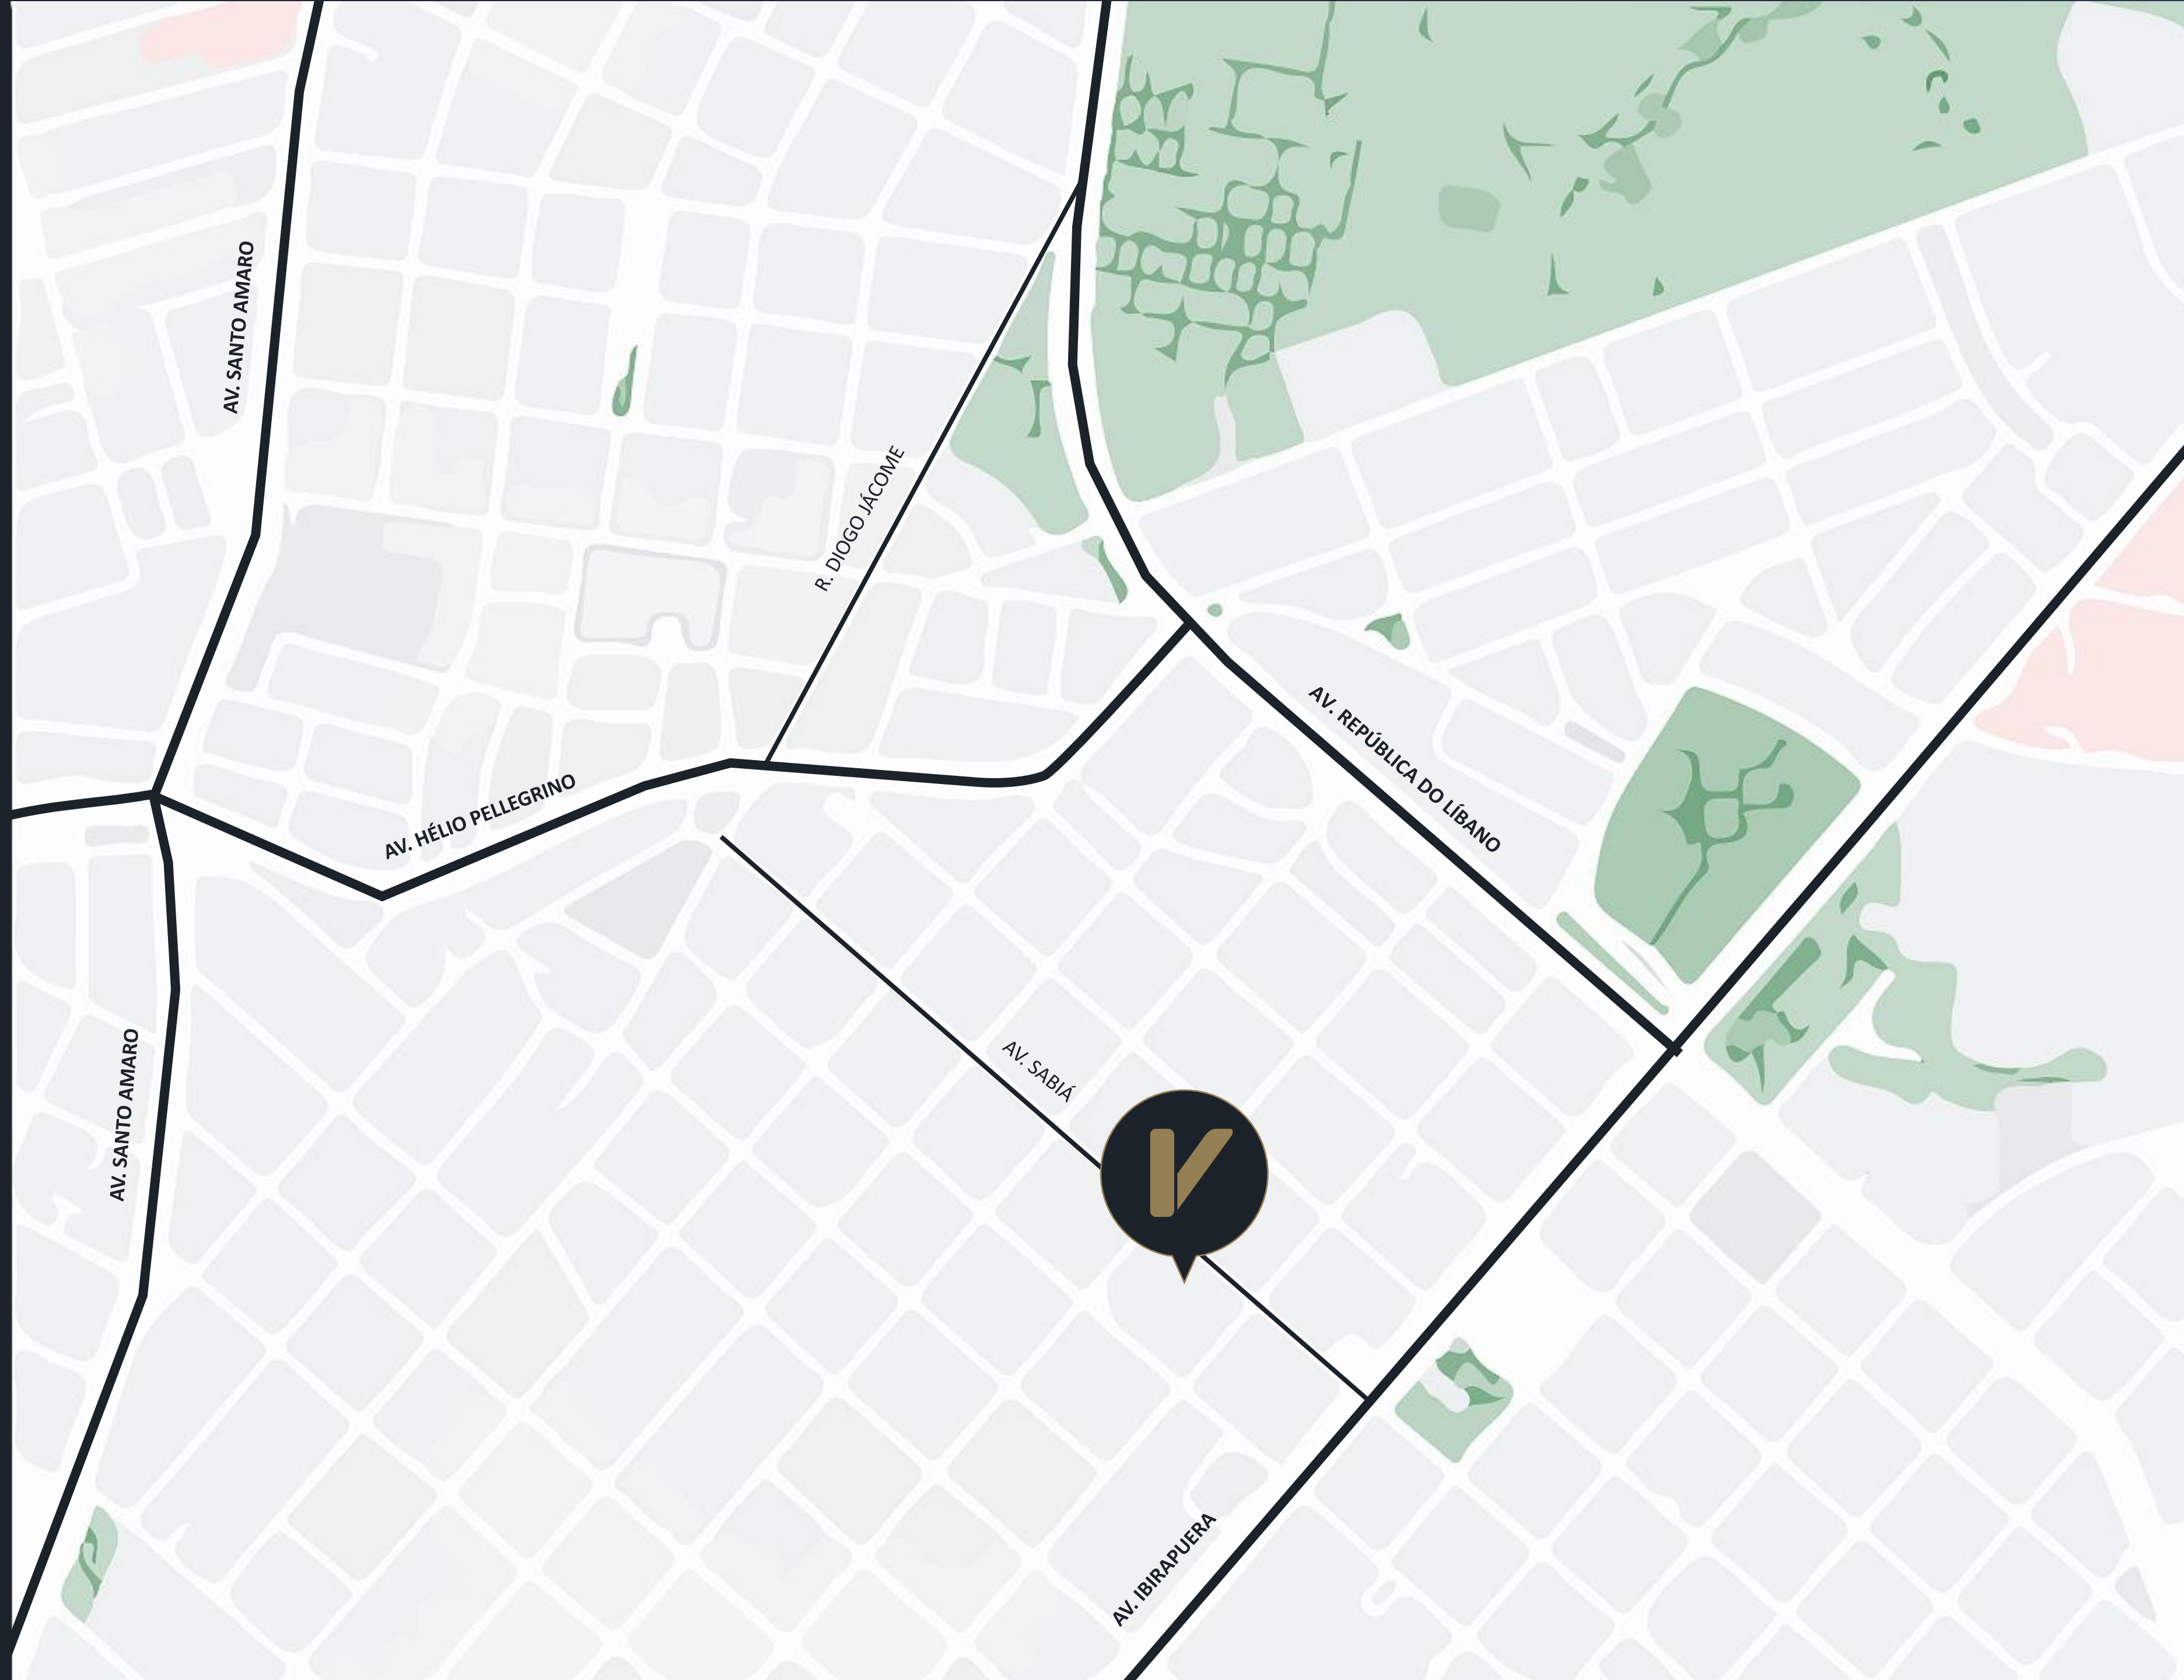 AV. SANTO AMARO
R. DIOGO JÁCOME
AV. REPÚBLICA DO LÍBANO
AV. HÉLIO PELLEGRINO
AV. SABIÁ
AV. SANTO AMARO
AV. IBIRAPUERA